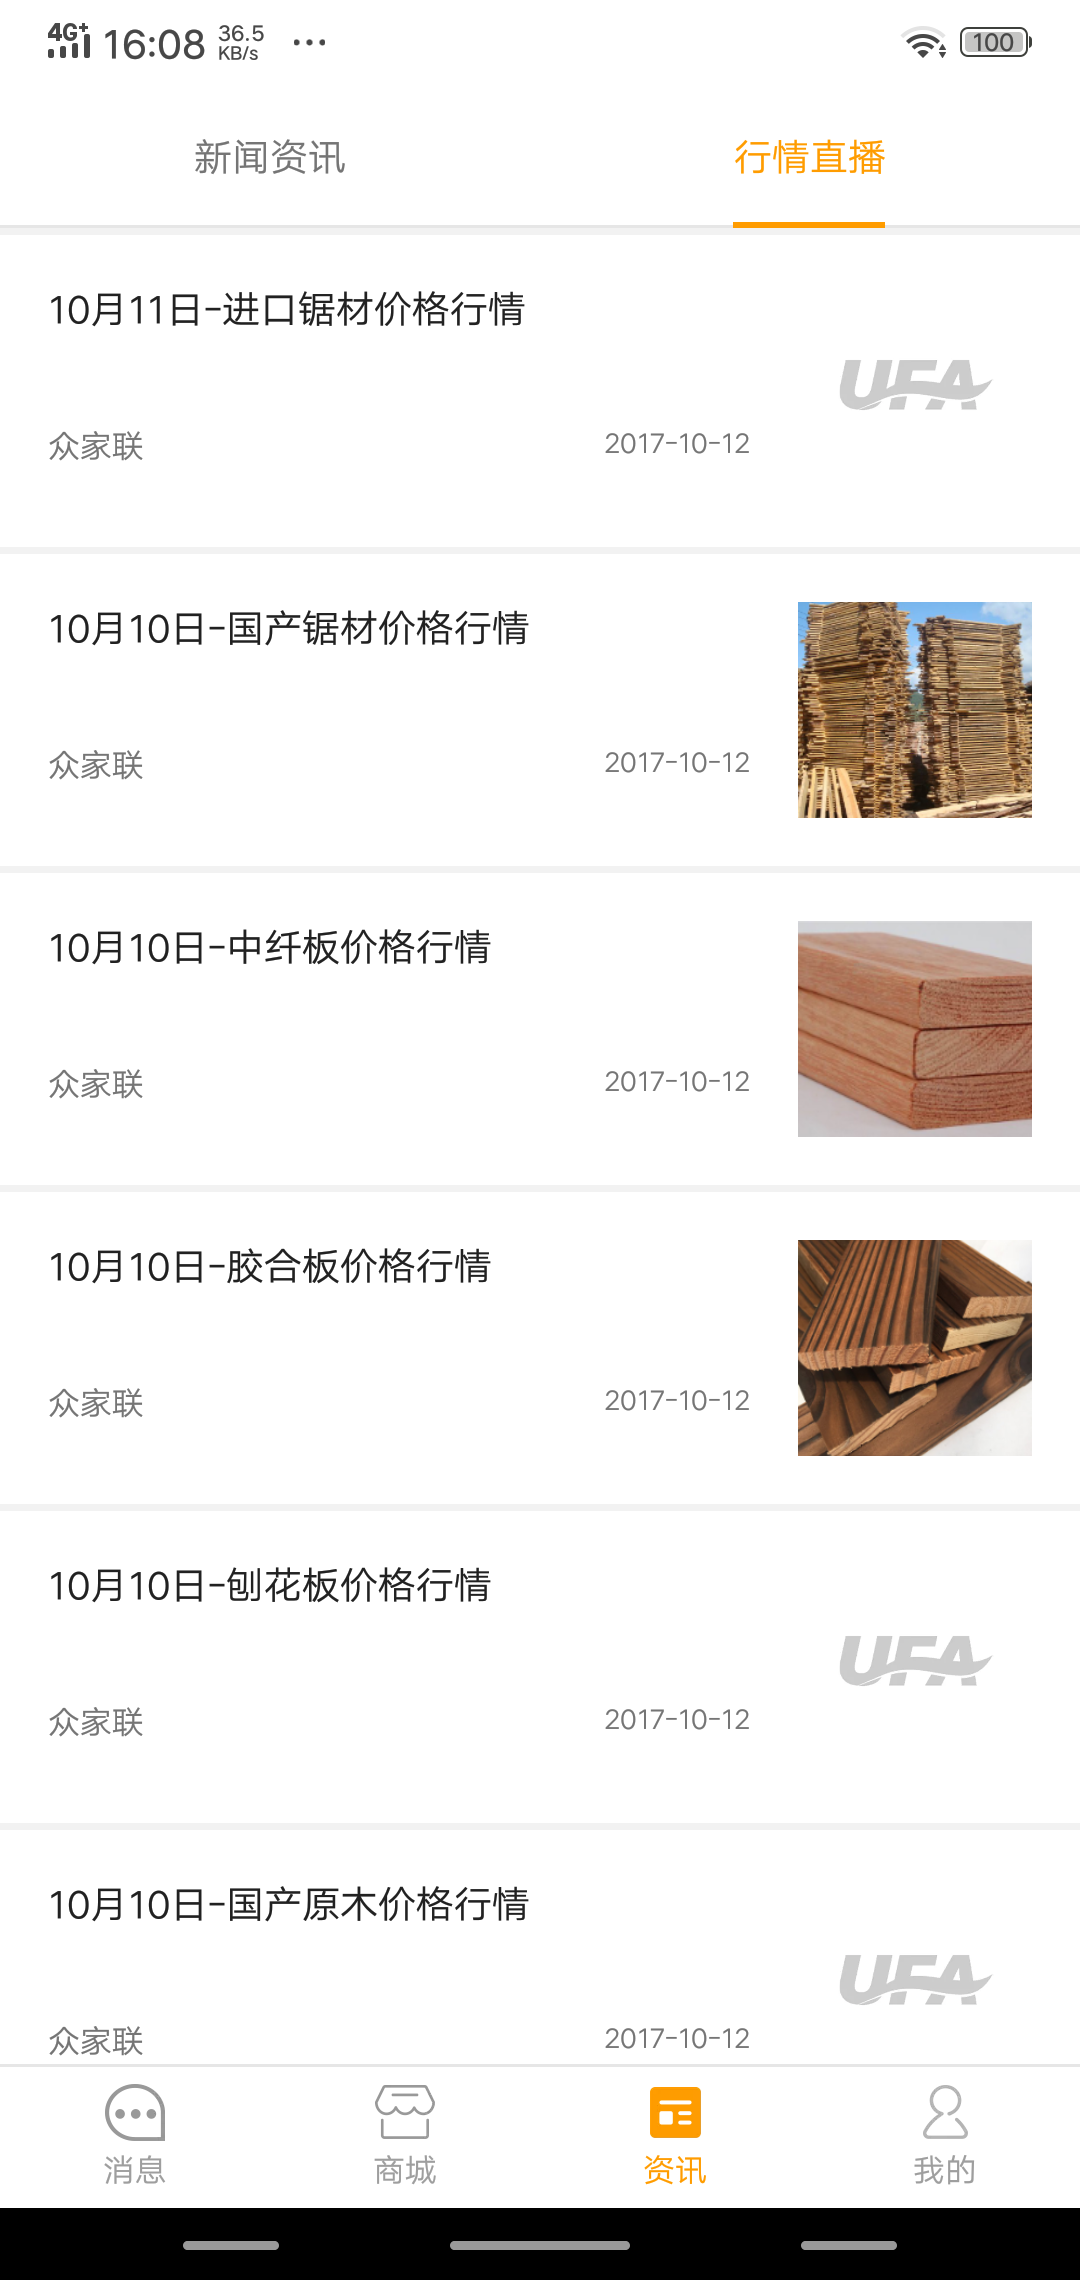 4G+ 16:08 36.5 KB/s ... 100
新闻资讯 行情直播
10月11日-进口锯材价格行情
UFA
众家联 2017-10-12
10月10日-国产锯材价格行情
众家联 2017-10-12
10月10日-中纤板价格行情
众家联 2017-10-12
10月10日-胶合板价格行情
众家联 2017-10-12
10月10日-刨花板价格行情
UFA
众家联 2017-10-12
10月10日-国产原木价格行情
UFA
众家联 2017-10-12
消息 商城 资讯 我的